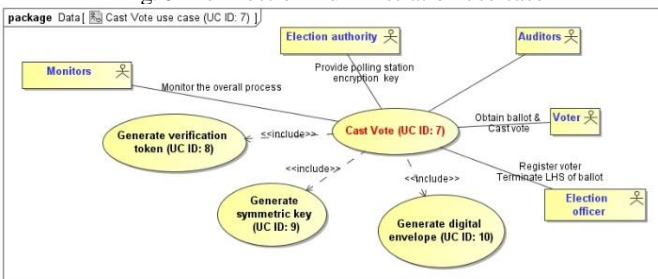 package Data[ Cast Vote use case (UC ID: 7) ]
Election authority
Auditors
Monitors
Provide polling station
encryption key
Monitor the overall process
Cast Vote (UC ID: 7)
Obtain ballot &
Cast vote
Voter
Generate verification
token (UC ID: 8)
<<include>>
<<include>>
<<include>>
Register voter
Terminate LHS of ballot
Election
officer
Generate
symmetric key
(UC ID: 9)
Generate digital
envelope (UC ID: 10)